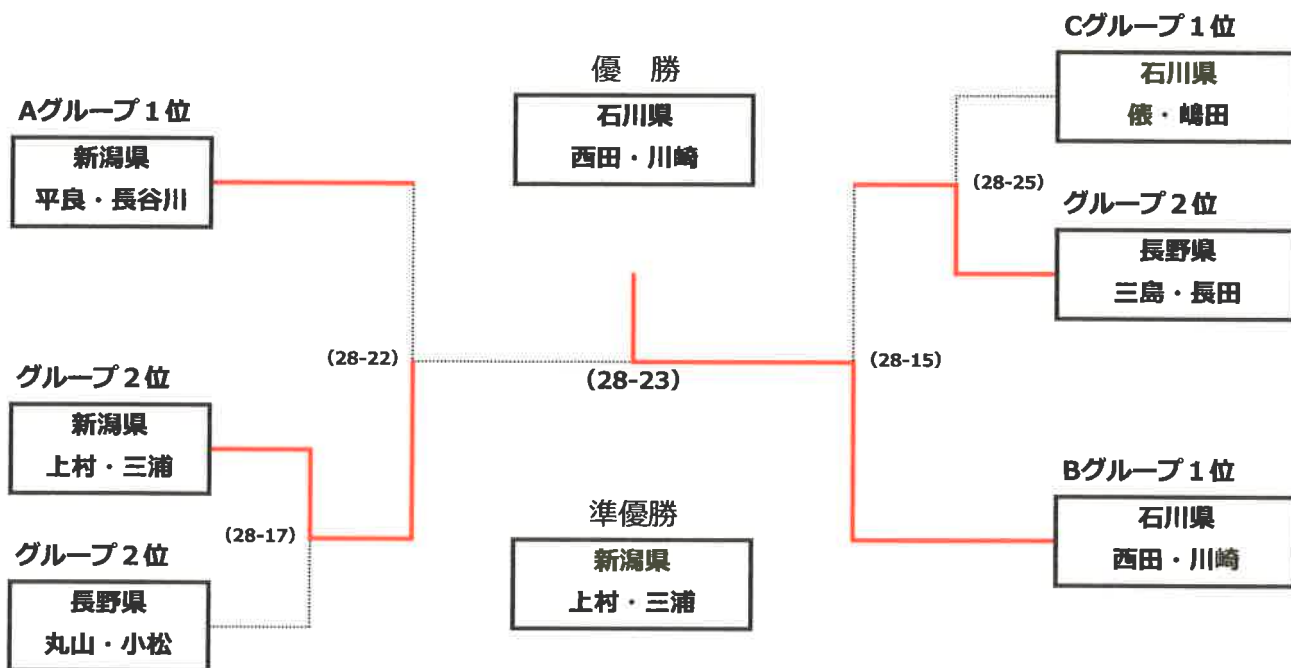 Aグループ１位
新潟県
平良・長谷川
グループ２位
新潟県
上村・三浦
グループ２位
長野県
丸山・小松
(28-17)
(28-22)
優　勝
石川県
西田・川崎
(28-23)
準優勝
新潟県
上村・三浦
Cグループ１位
石川県
俵・嶋田
(28-25)
グループ２位
長野県
三島・長田
(28-15)
Bグループ１位
石川県
西田・川崎